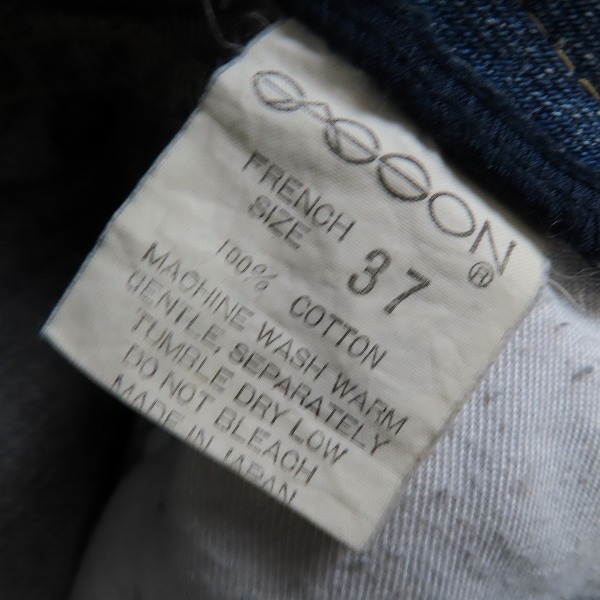 SASSON®
FRENCH
SIZE 37
100% COTTON
MACHINE WASH WARM
GENTLE, SEPARATELY
TUMBLE DRY LOW
DO NOT BLEACH
MADE IN JAPAN